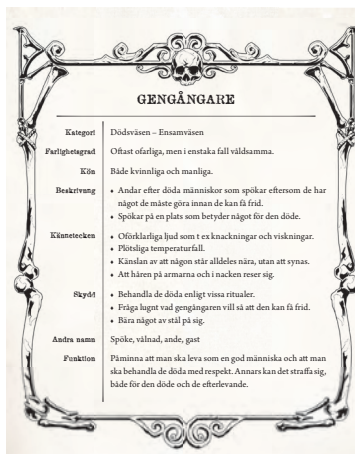 GENGÅNGARE
Kategori Dödsväsen – Ensamväsen
Farlighetsgrad Oftast ofarliga, men i enstaka fall våldsamma.
Kön Både kvinnliga och manliga.
Beskrivning • Andar efter döda människor som spökar eftersom de har
något de måste göra innan de kan få frid.
• Spökar på en plats som betyder något för den döde.
Kännetecken • Oförklarliga ljud som t ex knackningar och viskningar.
• Plötsliga temperaturfall.
• Känslan av att någon står alldeles nära, utan att synas.
• Att håren på armarna och i nacken reser sig.
Skydd • Behandla de döda enligt vissa ritualer.
• Fråga lugnt vad gengångaren vill så att den kan få frid.
• Bära något av stål på sig.
Andra namn Spöke, vålnad, ande, gast
Funktion Påminna att man ska leva som en god människa och att man
ska behandla de döda med respekt. Annars kan det straffa sig,
både för den döde och de efterlevande.